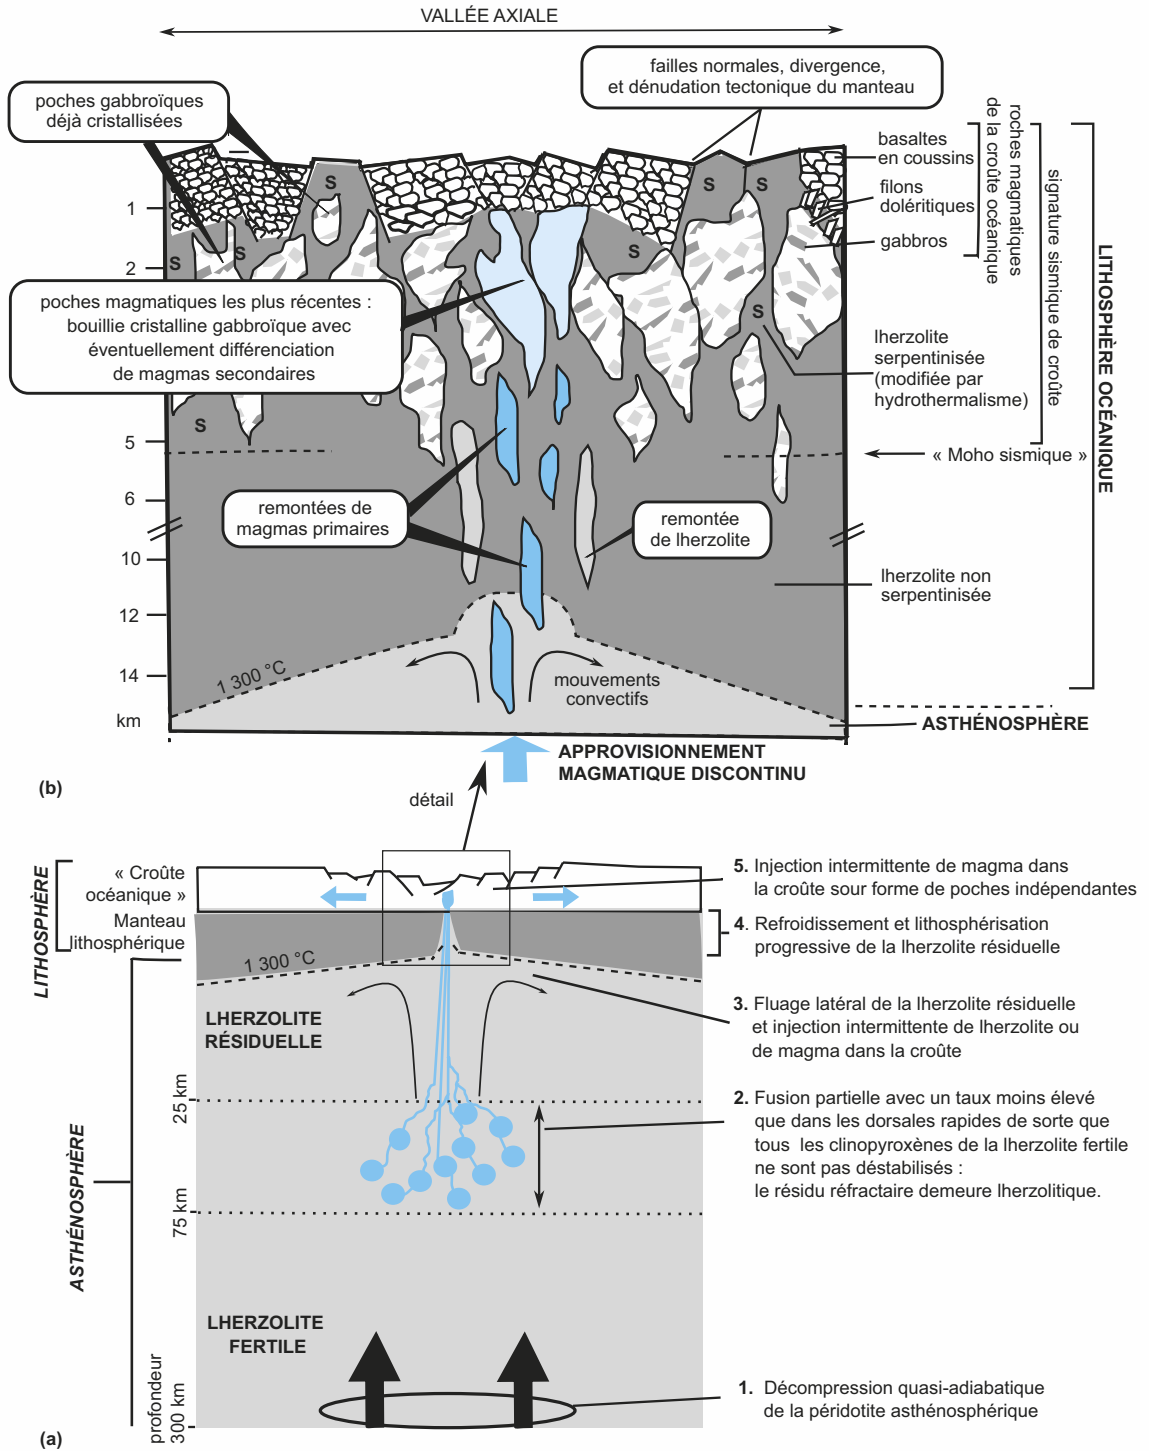 VALLÉE AXIALE
poches gabbroïques
déjà cristallisées
failles normales, divergence,
et dénudation tectonique du manteau
basaltes
en coussins
filons
doléritiques
gabbros
roches magmatiques
de la croûte océanique
signature sismique de croûte
LITHOSPHÈRE OCÉANIQUE
S
S
S
S
S
S
S
S
1
2
poches magmatiques les plus récentes :
bouillie cristalline gabbroïque avec
éventuellement différenciation
de magmas secondaires
lherzolite
serpentinisée
(modifiée par
hydrothermalisme)
5
« Moho sismique »
6
remontées de
magmas primaires
remontée
de lherzolite
10
lherzolite non
serpentinisée
12
14
km
1 300 °C
mouvements
convectifs
ASTHÉNOSPHÈRE
APPROVISIONNEMENT
MAGMATIQUE DISCONTINU
(b)
détail
LITHOSPHÈRE
« Croûte
océanique »
Manteau
lithosphérique
1 300 °C
5. Injection intermittente de magma dans
la croûte sour forme de poches indépendantes
4. Refroidissement et lithosphérisation
progressive de la lherzolite résiduelle
3. Fluage latéral de la lherzolite résiduelle
et injection intermittente de lherzolite ou
de magma dans la croûte
LHERZOLITE
RÉSIDUELLE
25 km
2. Fusion partielle avec un taux moins élevé
que dans les dorsales rapides de sorte que
tous les clinopyroxènes de la lherzolite fertile
ne sont pas déstabilisés :
le résidu réfractaire demeure lherzolitique.
75 km
ASTHÉNOSPHÈRE
LHERZOLITE
FERTILE
profondeur
300 km
1. Décompression quasi-adiabatique
de la péridotite asthénosphérique
(a)